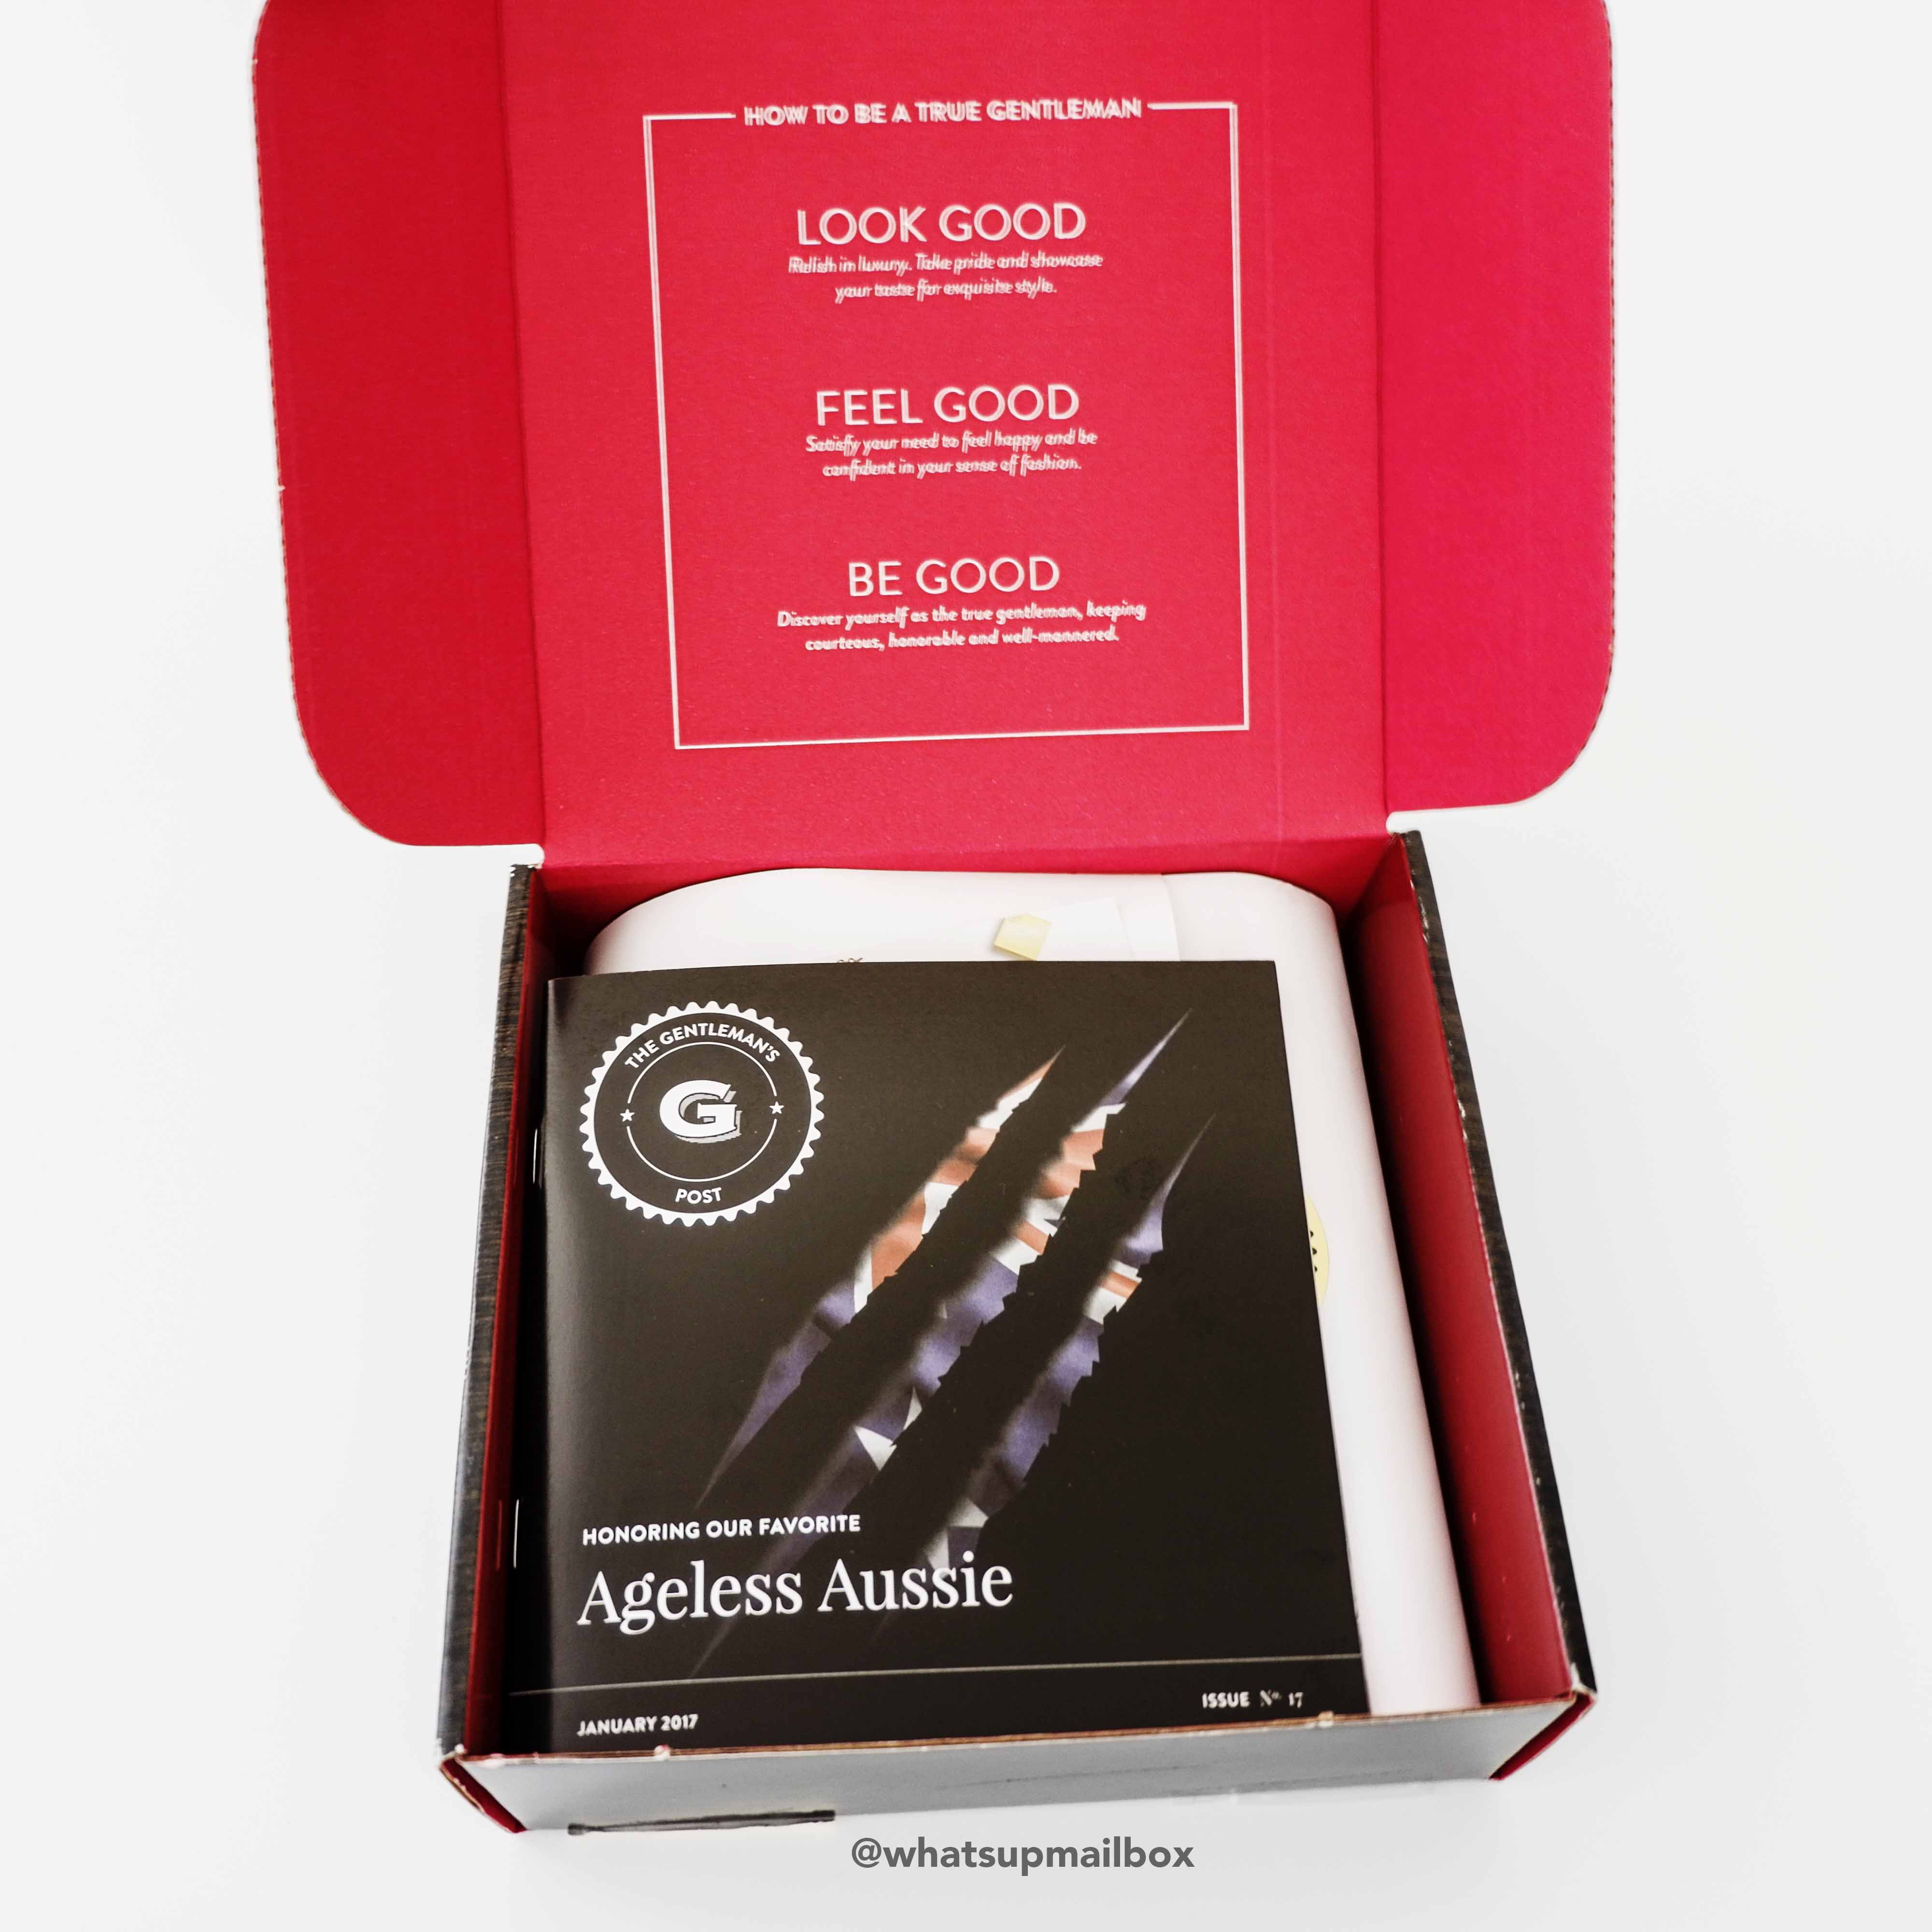 HOW TO BE A TRUE GENTLEMAN
LOOK GOOD
Relish in luxury. Take pride and showcase
your taste for exquisite style.
FEEL GOOD
Satisfy your need to feel happy and be
confident in your sense of fashion.
BE GOOD
Discover yourself as the true gentleman, keeping
courteous, honorable and well-mannered.
THE GENTLEMAN'S
G
POST
HONORING OUR FAVORITE
Ageless Aussie
JANUARY 2017
ISSUE No. 17
@whatsupmailbox